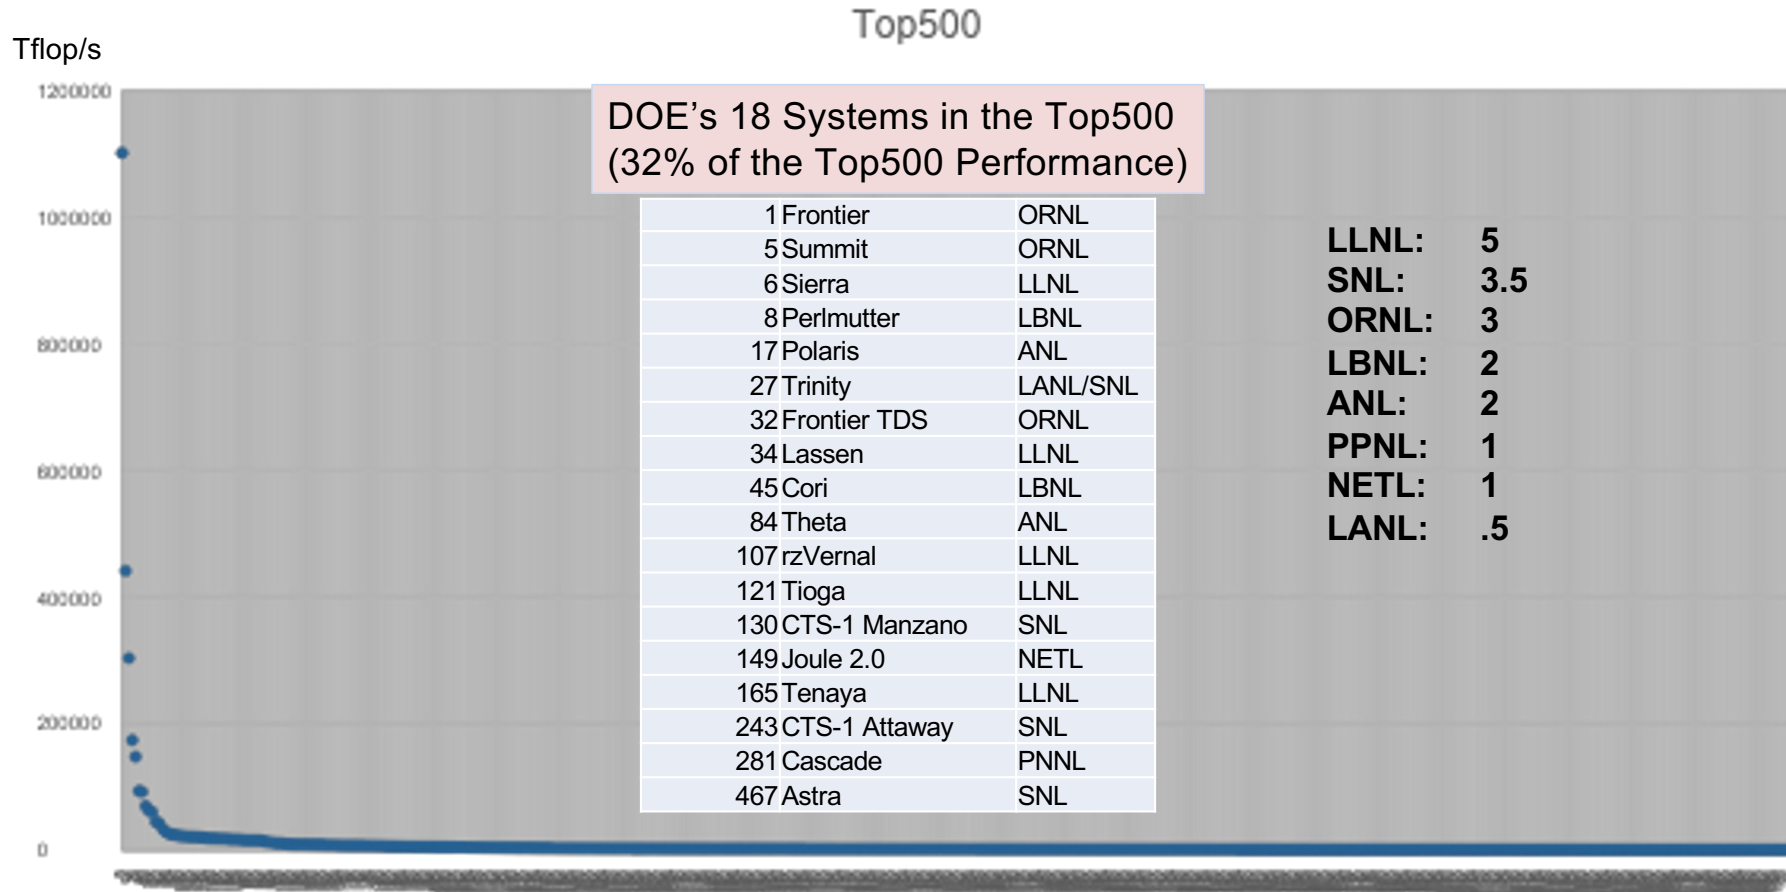 Top500
Tflop/s
1200000
1000000
800000
600000
400000
200000
0
DOE's 18 Systems in the Top500
(32% of the Top500 Performance)
1 Frontier ORNL
5 Summit ORNL
6 Sierra LLNL
8 Perlmutter LBNL
17 Polaris ANL
27 Trinity LANL/SNL
32 Frontier TDS ORNL
34 Lassen LLNL
45 Cori LBNL
84 Theta ANL
107 rzVernal LLNL
121 Tioga LLNL
130 CTS-1 Manzano SNL
149 Joule 2.0 NETL
165 Tenaya LLNL
243 CTS-1 Attaway SNL
281 Cascade PNNL
467 Astra SNL
LLNL: 5
SNL: 3.5
ORNL: 3
LBNL: 2
ANL: 2
PPNL: 1
NETL: 1
LANL: .5